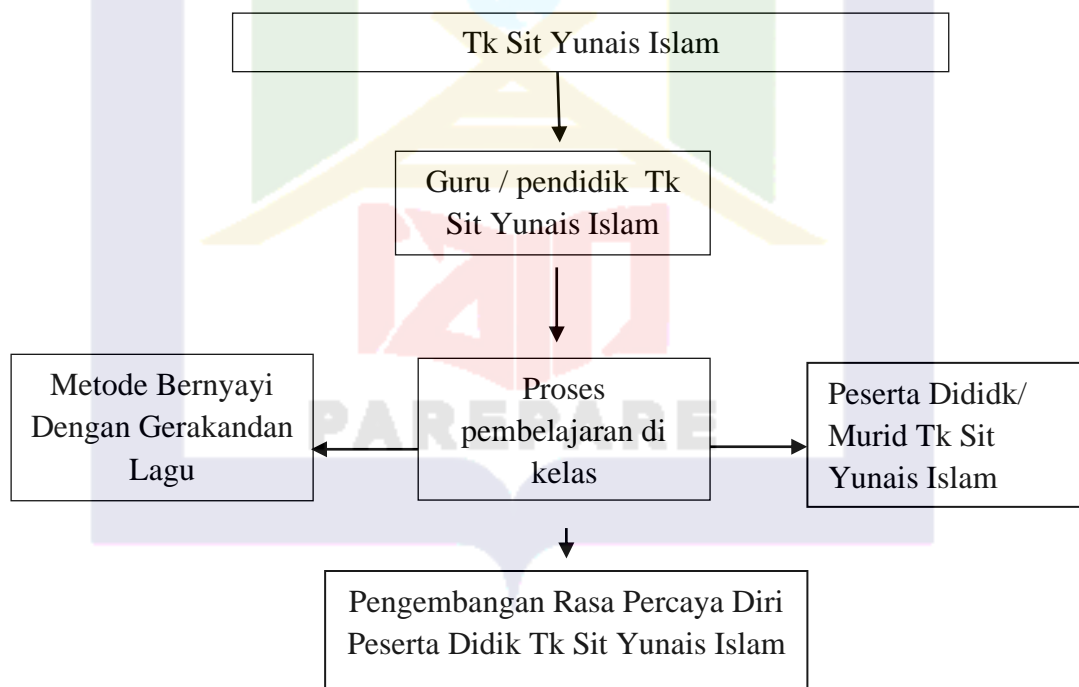 Tk Sit Yunais Islam
Guru / pendidik Tk
Sit Yunais Islam
Metode Bernyayi
Dengan Gerakandan
Lagu
Proses
pembelajaran di
kelas
Peserta Dididk/
Murid Tk Sit
Yunais Islam
PAREPARE
Pengembangan Rasa Percaya Diri
Peserta Didik Tk Sit Yunais Islam